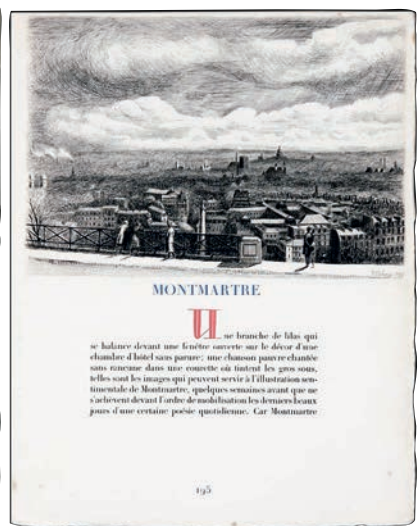 MONTMARTRE
Une branche de lilas qui
se balance devant une fenêtre ouverte sur le décor d'une
chambre d'hôtel sans parure; une chanson pauvre chantée
sans rancune dans une courette où tintent les gros sous,
telles sont les images qui peuvent servir à l'illustration sen-
timentale de Montmartre, quelques semaines avant que ne
s'achèvent devant l'ordre de mobilisation les derniers beaux
jours d'une certaine poésie quotidienne. Car Montmartre
195